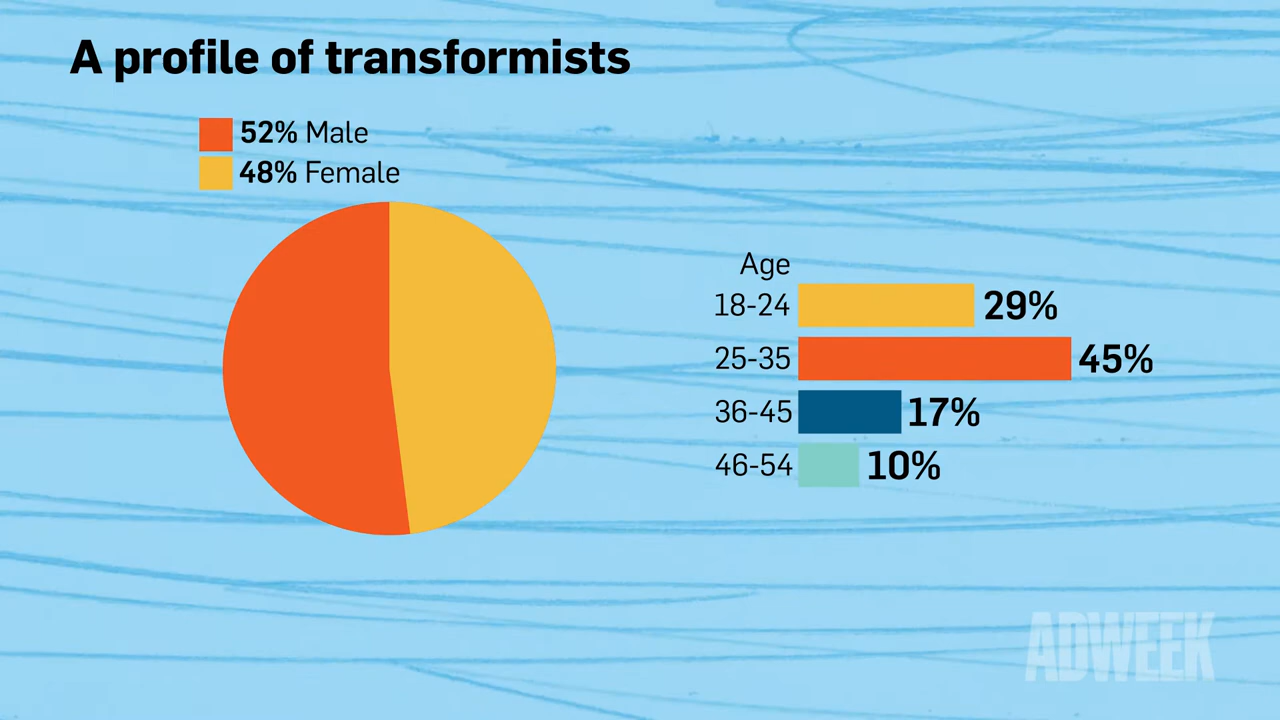 A profile of transformists
52% Male
48% Female
Age
18-24 29%
25-35 45%
36-45 17%
46-54 10%
ADWEEK